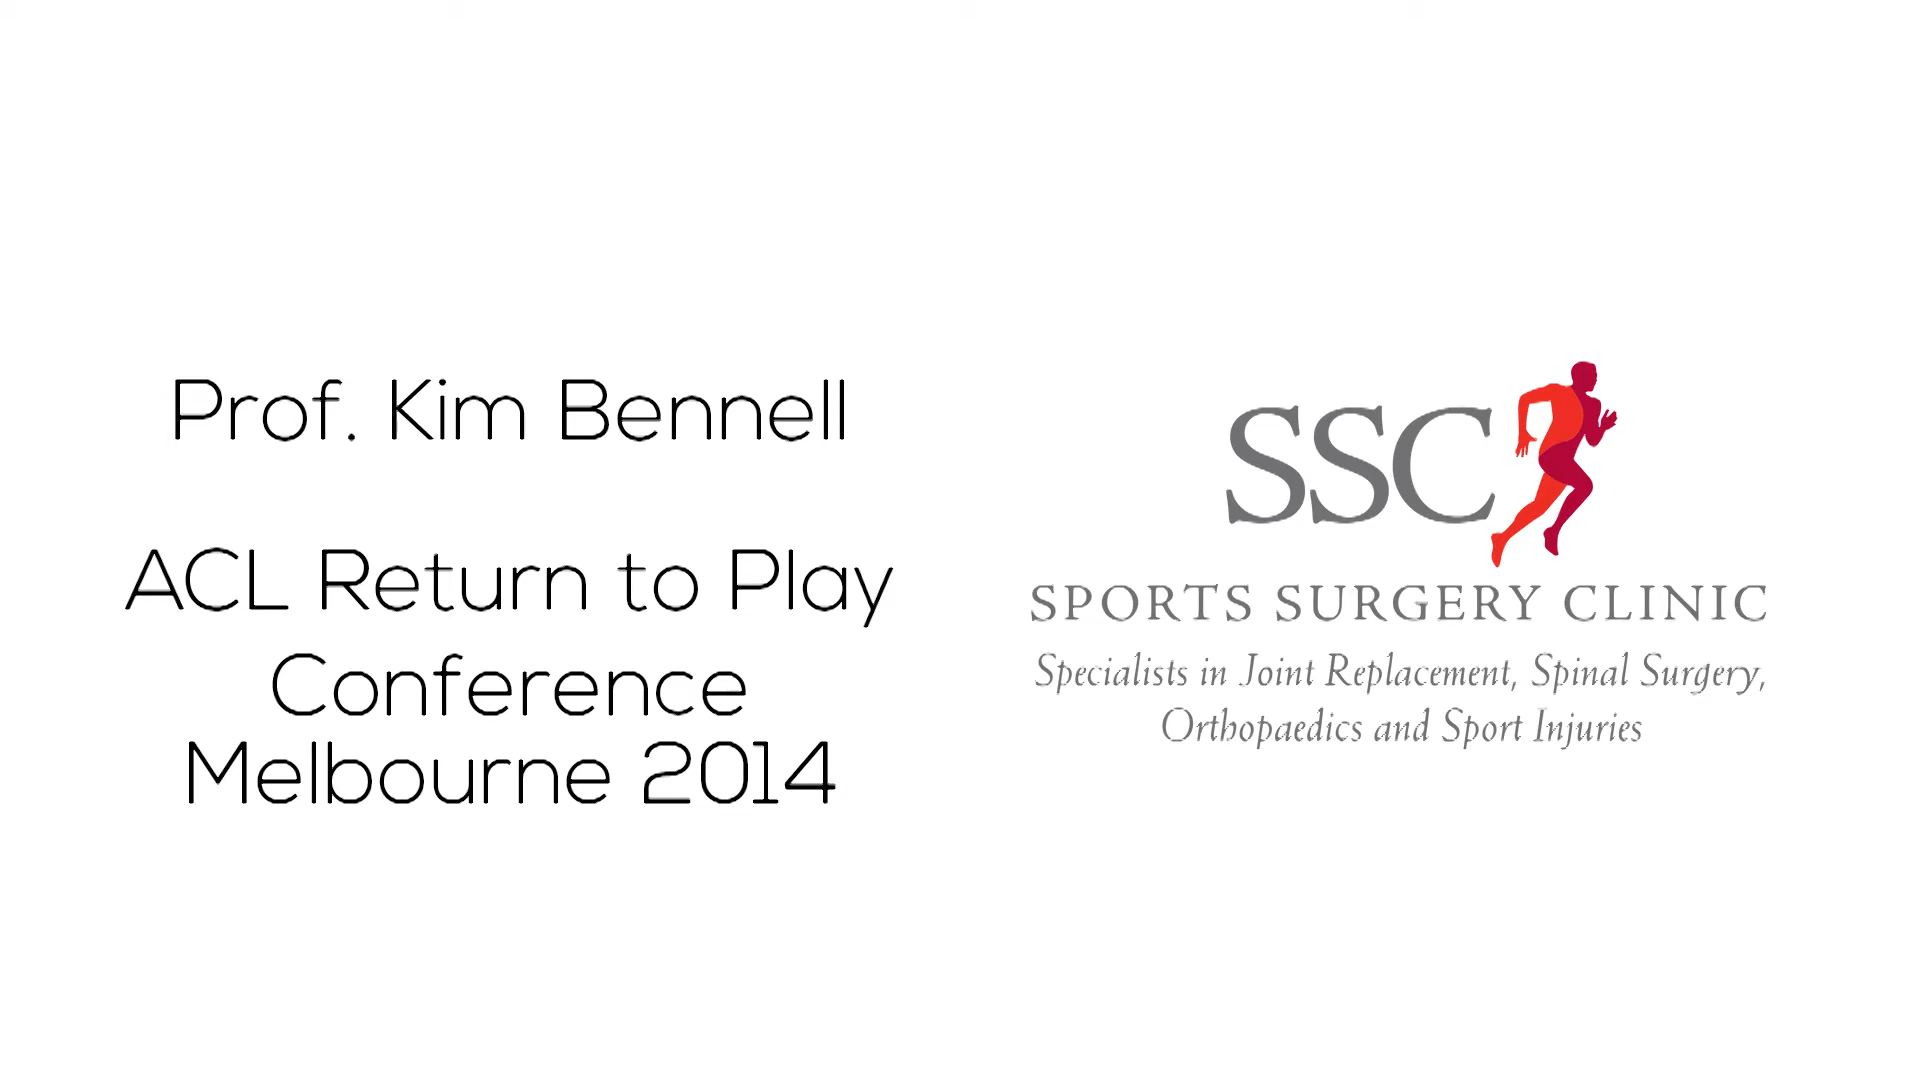 Prof. Kim Bennell
ACL Return to Play
Conference
Melbourne 2014
SSC
SPORTS SURGERY CLINIC
Specialists in Joint Replacement, Spinal Surgery,
Orthopaedics and Sport Injuries